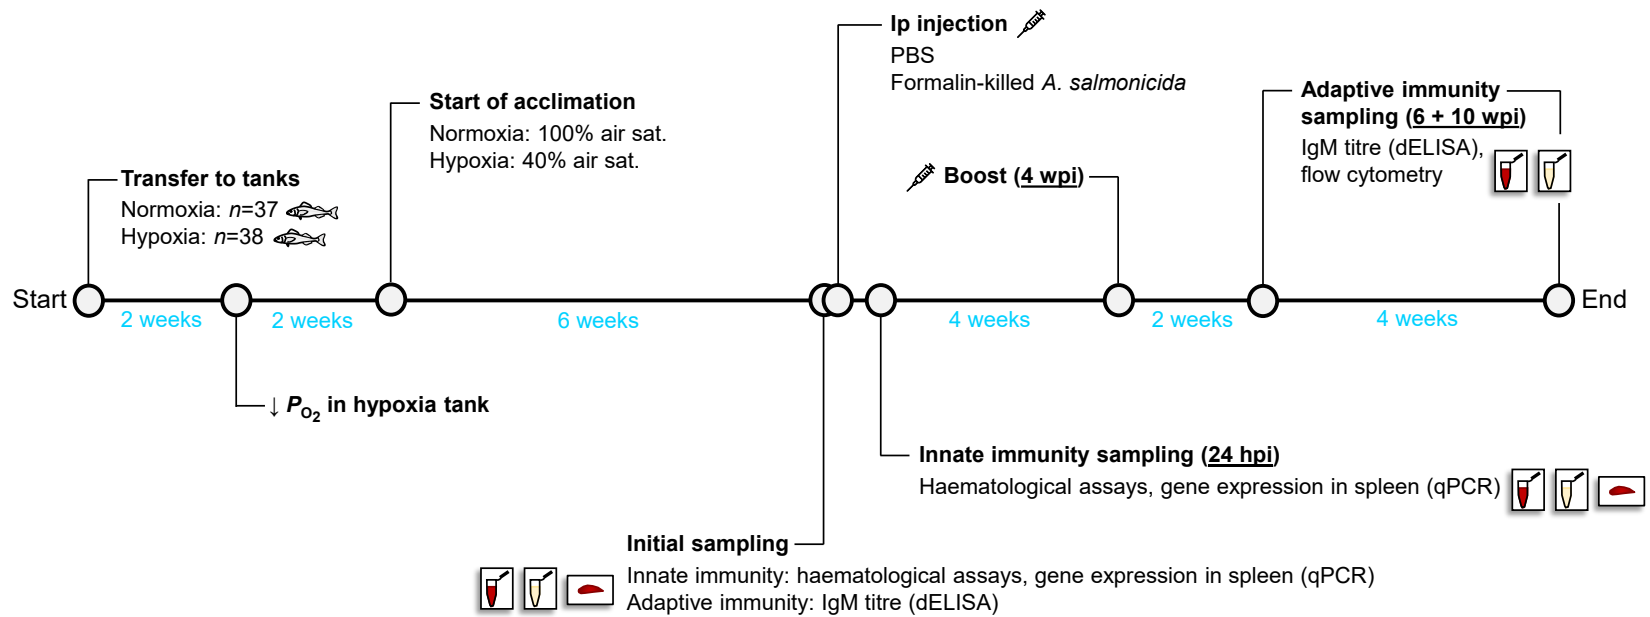 Ip injection
PBS
Formalin-killed A. salmonicida
Start of acclimation
Normoxia: 100% air sat.
Hypoxia: 40% air sat.
Adaptive immunity
sampling (6 + 10 wpi)
IgM titre (dELISA),
flow cytometry
Transfer to tanks
Normoxia: n=37
Hypoxia: n=38
Boost (4 wpi)
Start
End
2 weeks
2 weeks
6 weeks
4 weeks
2 weeks
4 weeks
↓ PO2 in hypoxia tank
Innate immunity sampling (24 hpi)
Haematological assays, gene expression in spleen (qPCR)
Initial sampling
Innate immunity: haematological assays, gene expression in spleen (qPCR)
Adaptive immunity: IgM titre (dELISA)